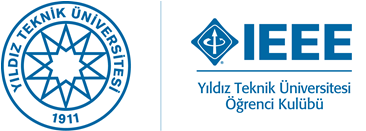 YILDIZ TEKNİK ÜNİVERSİTESİ
1911
IEEE
Yıldız Teknik Üniversitesi
Öğrenci Kulübü